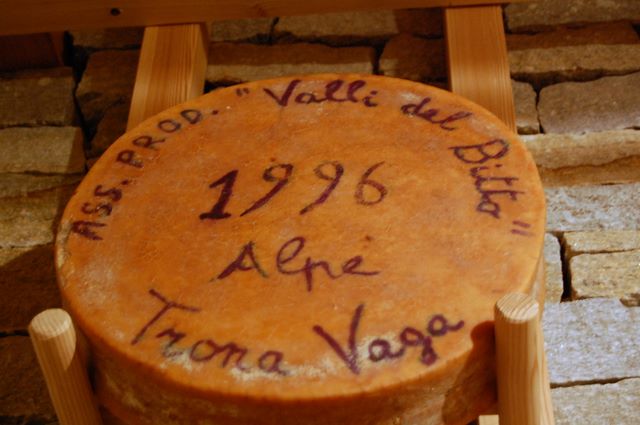 ASS. PROD. "Valli del Bitto"
1996
Alpe
Trona Vaga